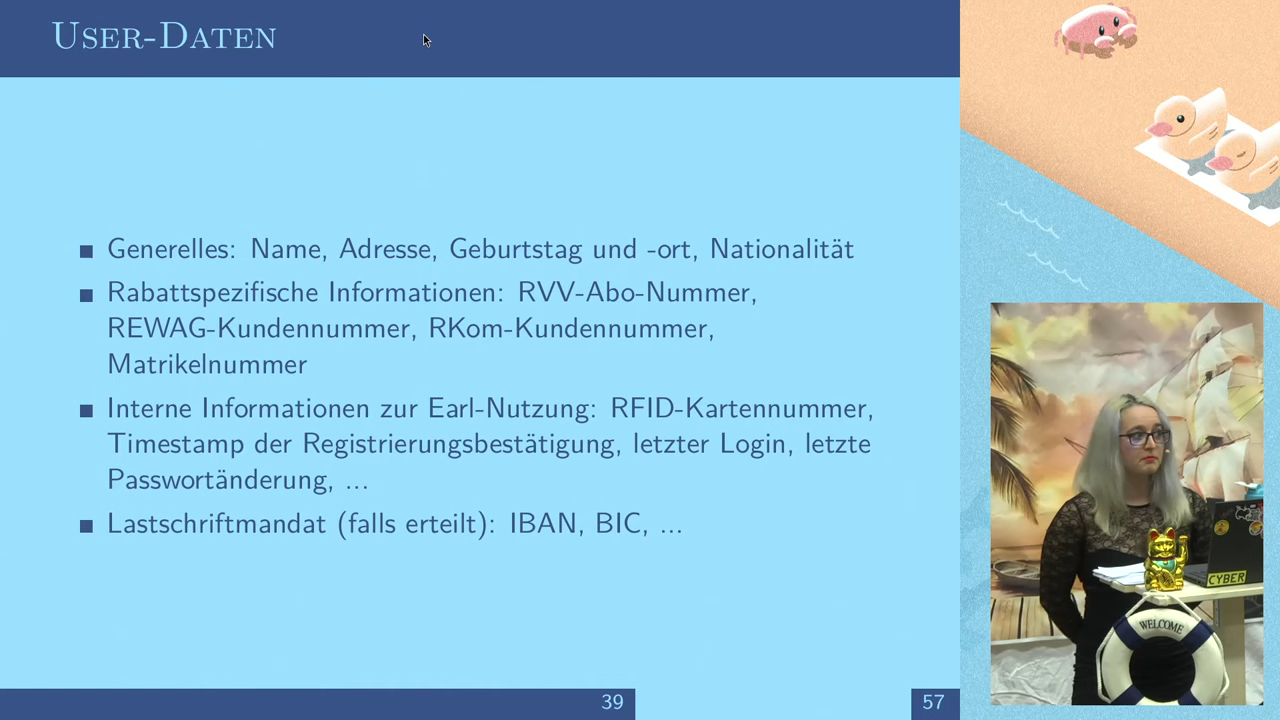 User-Daten
Generelles: Name, Adresse, Geburtstag und -ort, Nationalität
Rabattspezifische Informationen: RVV-Abo-Nummer,
REWAG-Kundennummer, RKom-Kundennummer,
Matrikelnummer
Interne Informationen zur Earl-Nutzung: RFID-Kartennummer,
Timestamp der Registrierungsbestätigung, letzter Login, letzte
Passwortänderung, ...
Lastschriftmandat (falls erteilt): IBAN, BIC, ...
CYBER
WELCOME
39
57